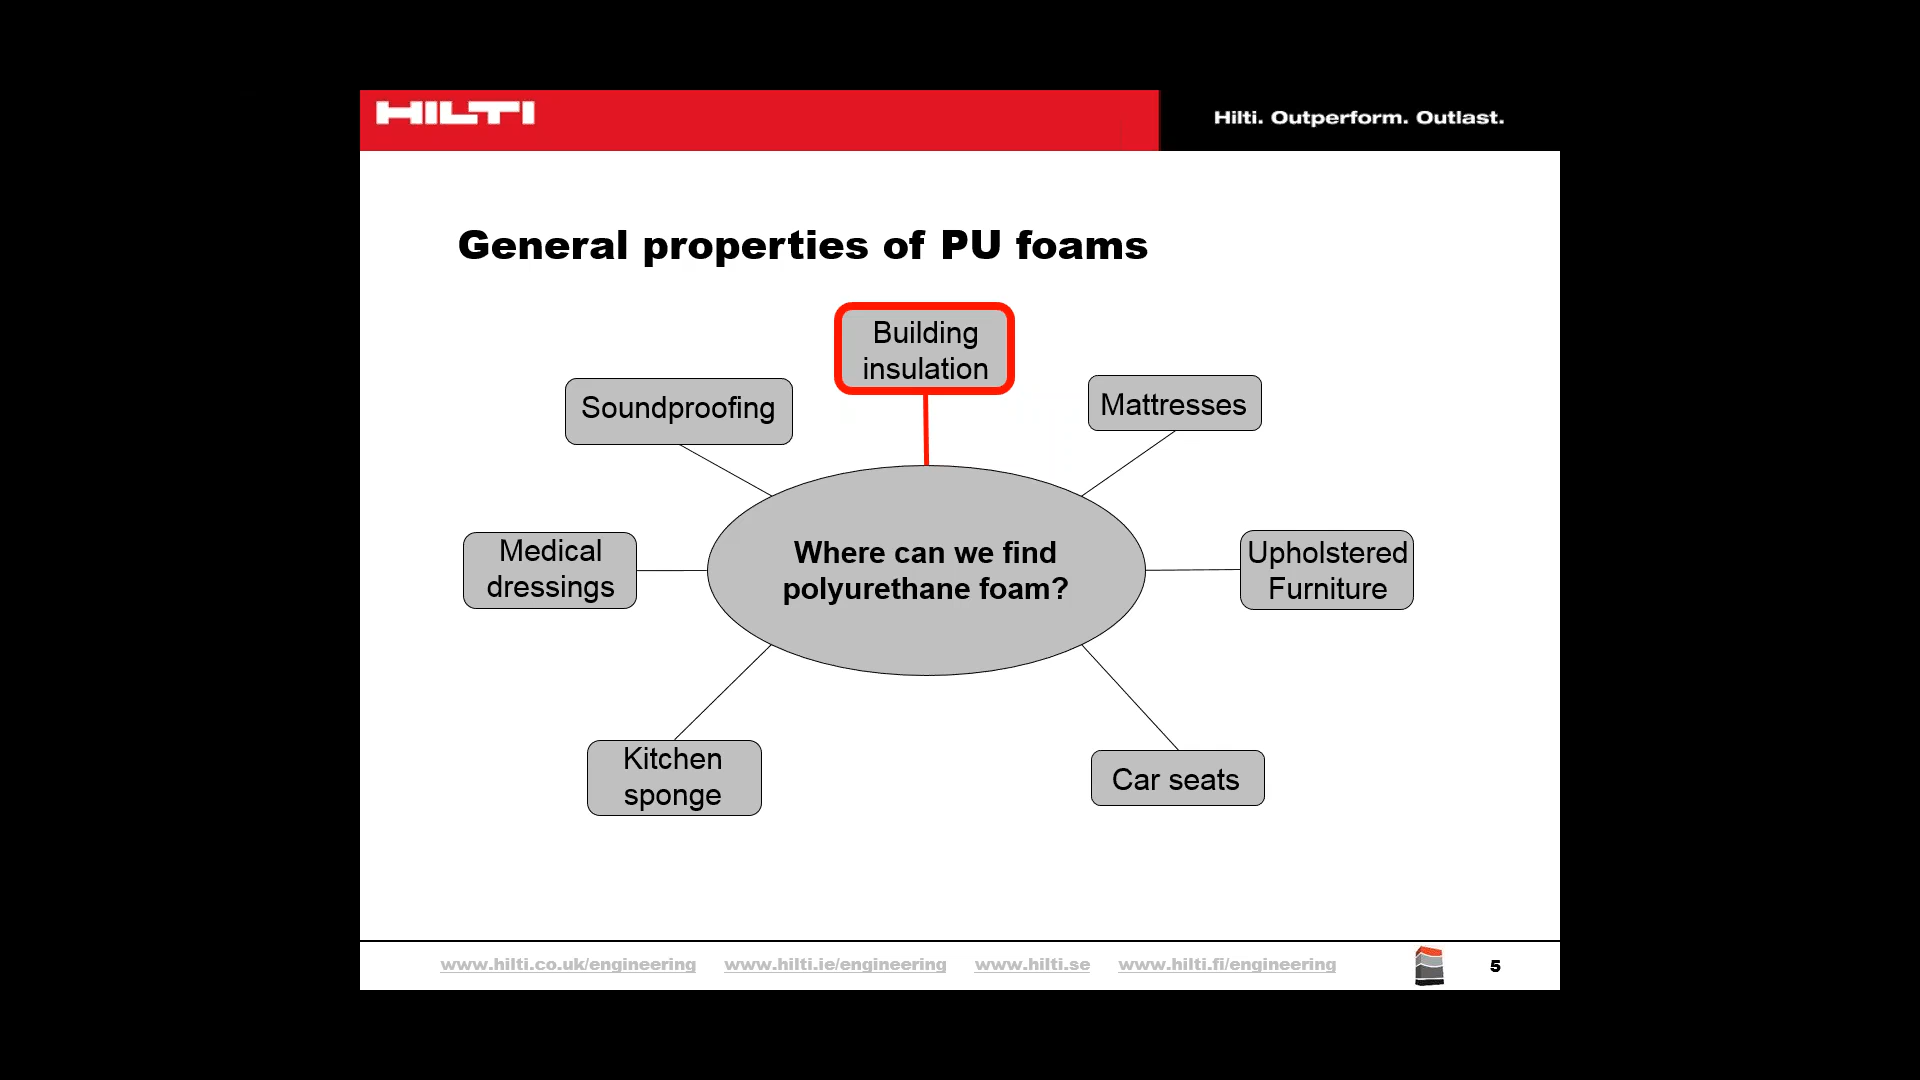 HILTI
Hilti. Outperform. Outlast.
General properties of PU foams
Building
insulation
Soundproofing
Mattresses
Medical
dressings
Where can we find
polyurethane foam?
Upholstered
Furniture
Kitchen
sponge
Car seats
www.hilti.co.uk/engineering www.hilti.ie/engineering www.hilti.se www.hilti.fi/engineering
5